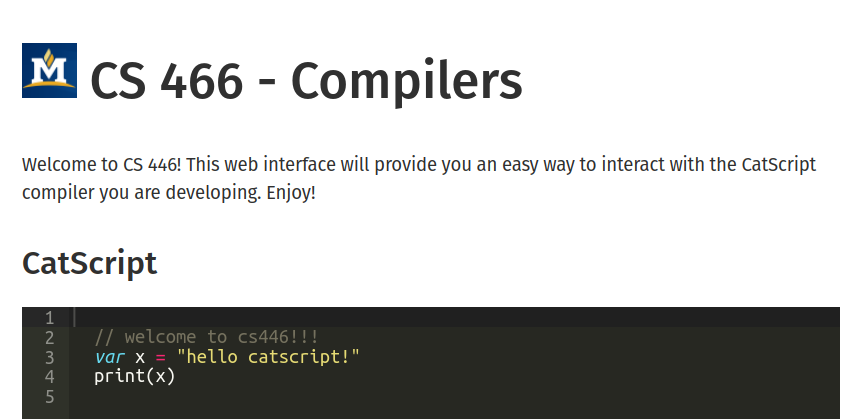 M
CS 466 - Compilers
Welcome to CS 446! This web interface will provide you an easy way to interact with the CatScript
compiler you are developing. Enjoy!
CatScript
1
2 // welcome to cs446!!!
3 var x = "hello catscript!"
4 print(x)
5